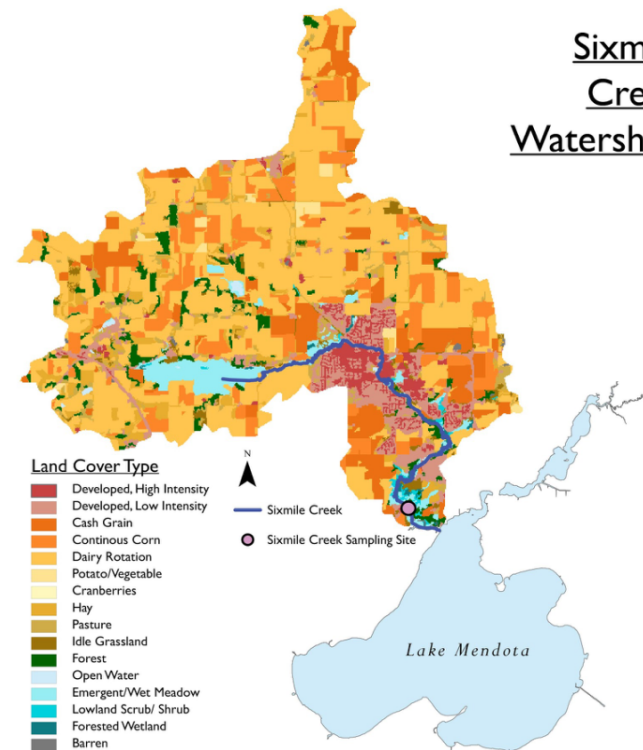 Sixm
Cre
Watersh
N
Land Cover Type
Developed, High Intensity
Developed, Low Intensity
Cash Grain
Continous Corn
Dairy Rotation
Potato/Vegetable
Cranberries
Hay
Pasture
Idle Grassland
Forest
Open Water
Emergent/Wet Meadow
Lowland Scrub/ Shrub
Forested Wetland
Barren
Sixmile Creek
Sixmile Creek Sampling Site
Lake Mendota